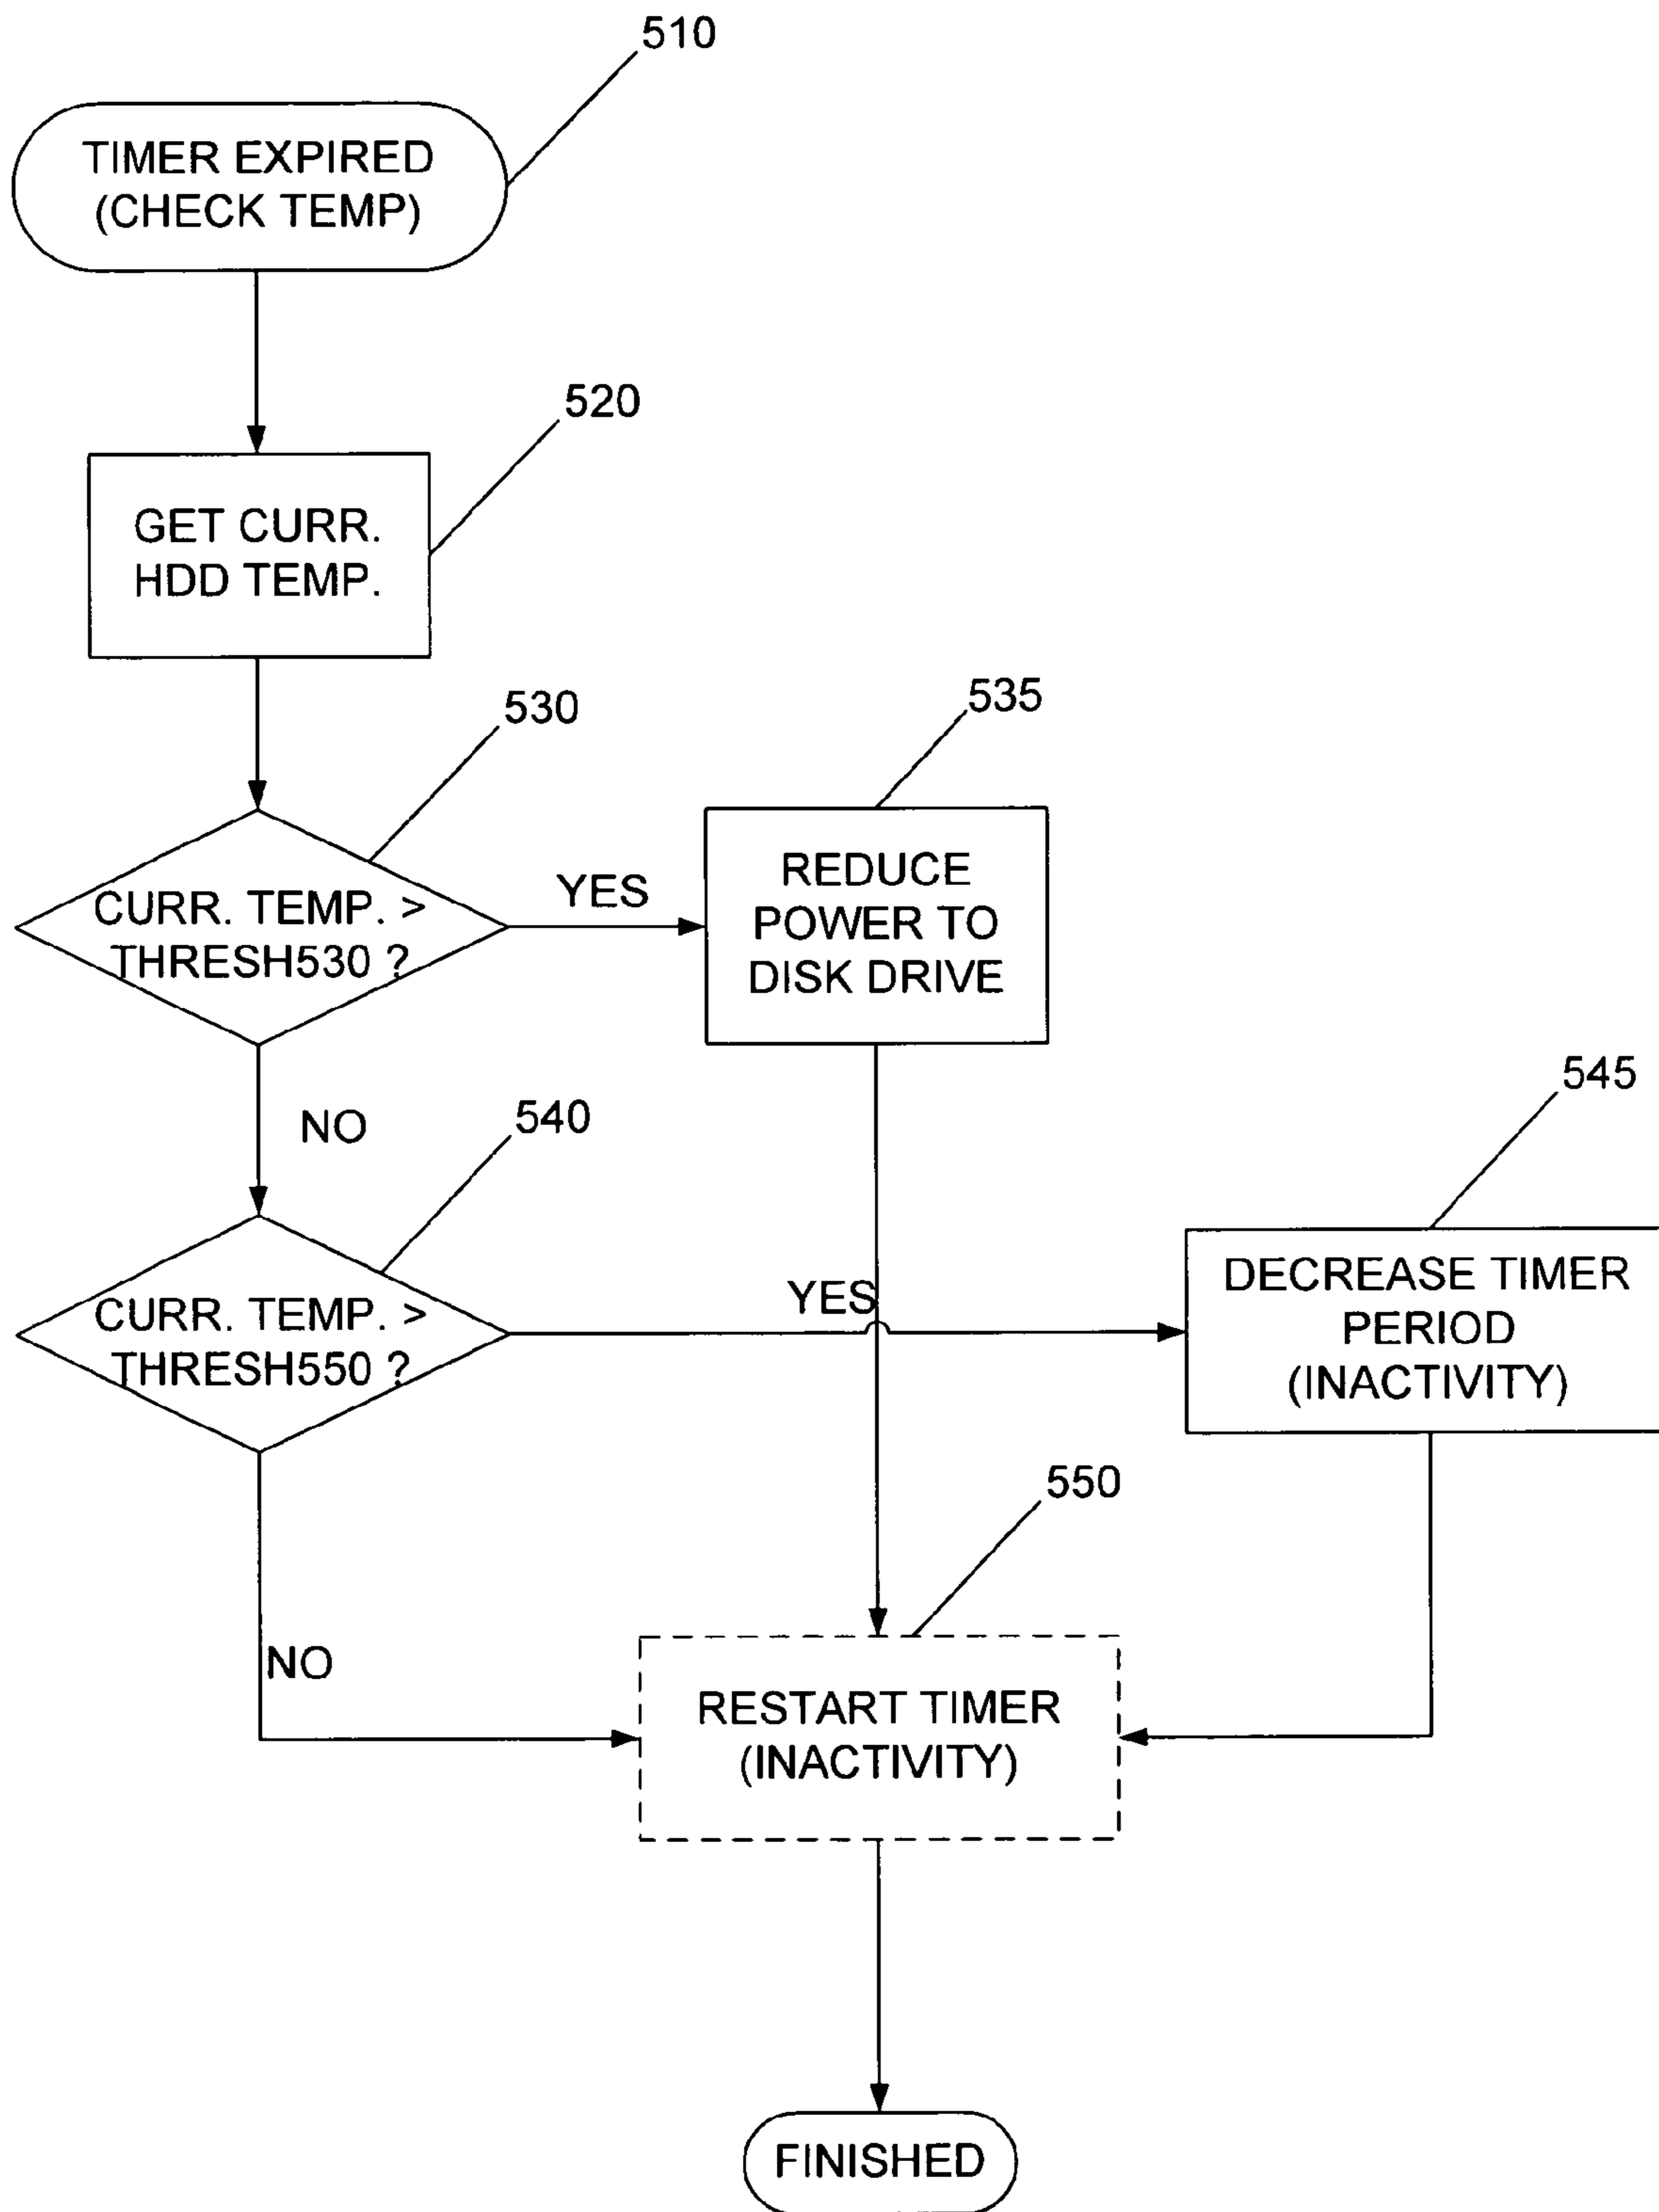 510
TIMER EXPIRED
(CHECK TEMP)
520
GET CURR.
HDD TEMP.
530
535
CURR. TEMP. >
THRESH530 ?
YES
REDUCE
POWER TO
DISK DRIVE
NO
540
545
CURR. TEMP. >
THRESH550 ?
YES
DECREASE TIMER
PERIOD
(INACTIVITY)
550
NO
RESTART TIMER
(INACTIVITY)
FINISHED